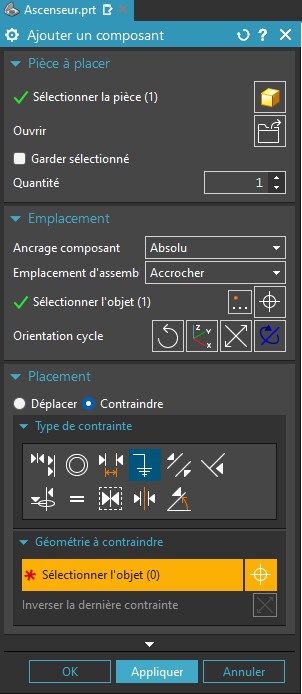 Ascenseur.prt
Ajouter un composant
Pièce à placer
Sélectionner la pièce (1)
Ouvrir
Garder sélectionné
Quantité 1
Emplacement
Ancrage composant Absolu
Emplacement d'assemb Accrocher
Sélectionner l'objet (1)
Orientation cycle
Placement
Déplacer Contraindre
Type de contrainte
Géométrie à contraindre
Sélectionner l'objet (0)
Inverser la dernière contrainte
OK Appliquer Annuler